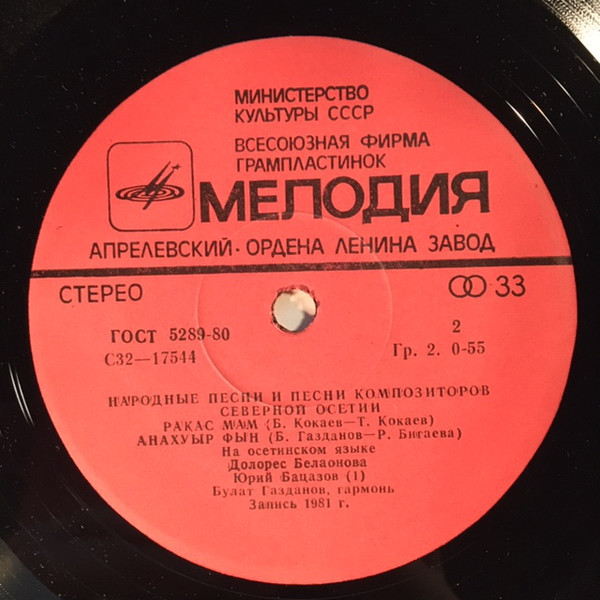 МИНИСТЕРСТВО
КУЛЬТУРЫ СССР
ВСЕСОЮЗНАЯ ФИРМА
ГРАМПЛАСТИНОК
МЕЛОДИЯ
АПРЕЛЕВСКИЙ·ОРДЕНА ЛЕНИНА ЗАВОД
СТЕРЕО 33
ГОСТ 5289-80 2
С32—17544 Гр. 2. 0-55
НАРОДНЫЕ ПЕСНИ И ПЕСНИ КОМПОЗИТОРОВ
СЕВЕРНОЙ ОСЕТИИ
РАКАС МАМ (Б. Кокаев—Т. Кокаев)
АНАХУЫР ФЫН (Б. Газданов—Р. Бигаева)
На осетинском языке
Долорес Белаонова
Юрий Бацазов (1)
Булат Газданов, гармонь
Запись 1981 г.